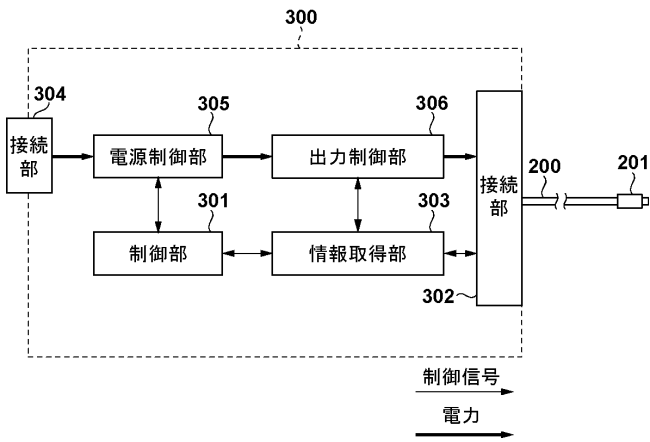 300
304
305
306
接続
部
電源制御部
出力制御部
接続
部
200
201
301
303
制御部
情報取得部
302
制御信号
電力